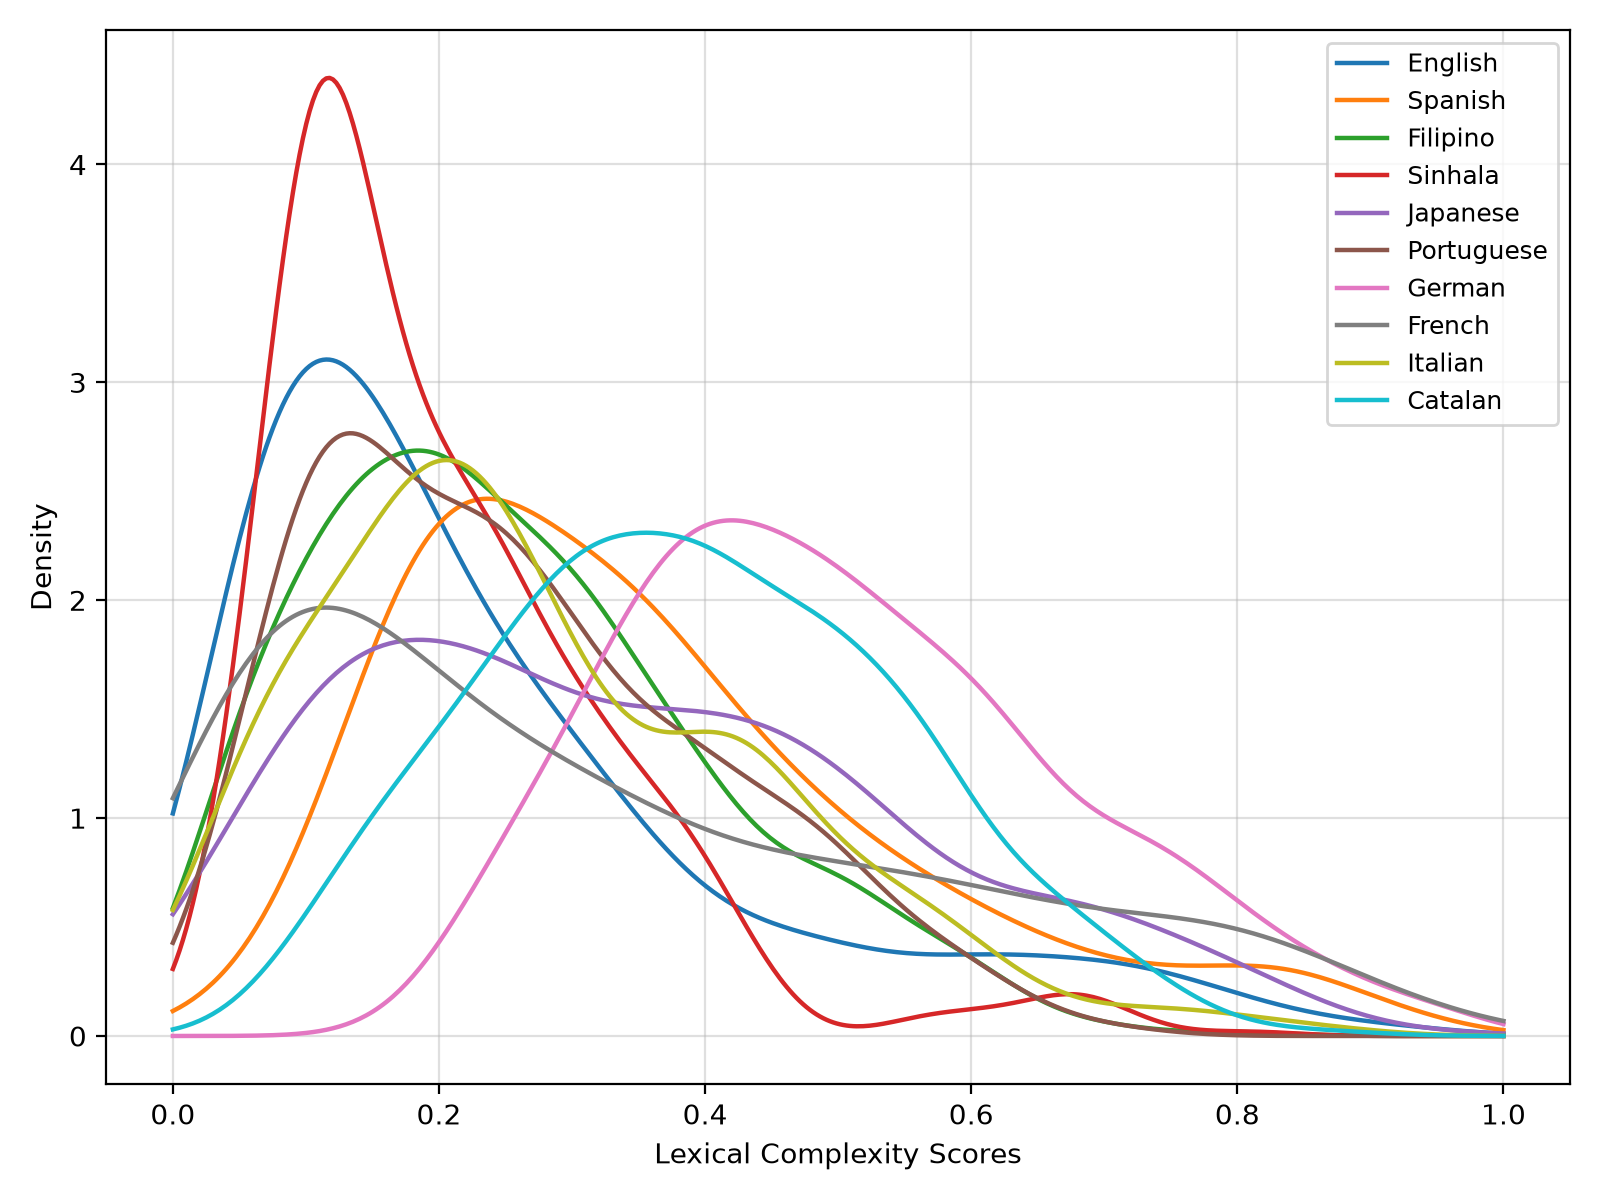 English
Spanish
Filipino
Sinhala
Japanese
Portuguese
German
French
Italian
Catalan
4
3
2
1
0
Density
0.0 0.2 0.4 0.6 0.8 1.0
Lexical Complexity Scores